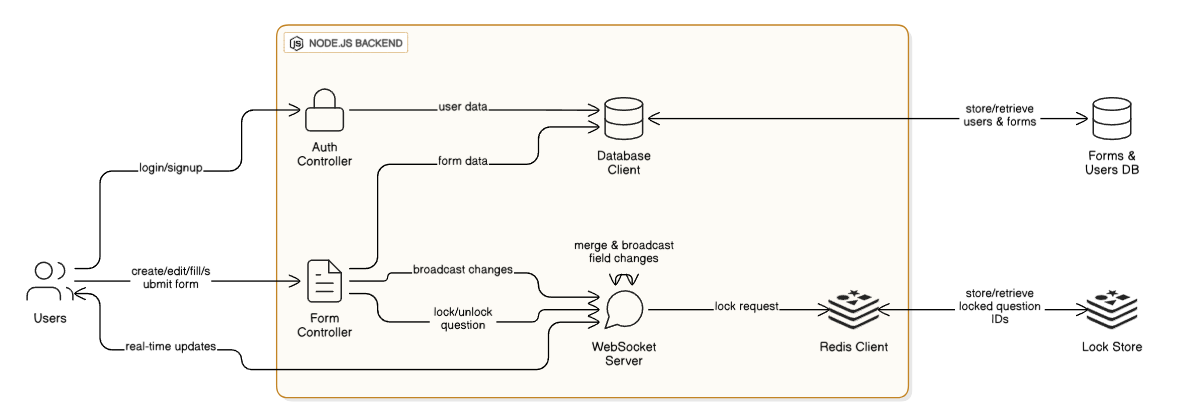 JS NODE.JS BACKEND
user data
store/retrieve
users & forms
Auth
Controller
Database
Client
Forms &
Users DB
login/signup
form data
merge & broadcast
field changes
create/edit/fill/s
ubmit form
broadcast changes
Users
lock/unlock
question
lock request
store/retrieve
locked question
IDs
Form
Controller
real-time updates
WebSocket
Server
Redis Client
Lock Store